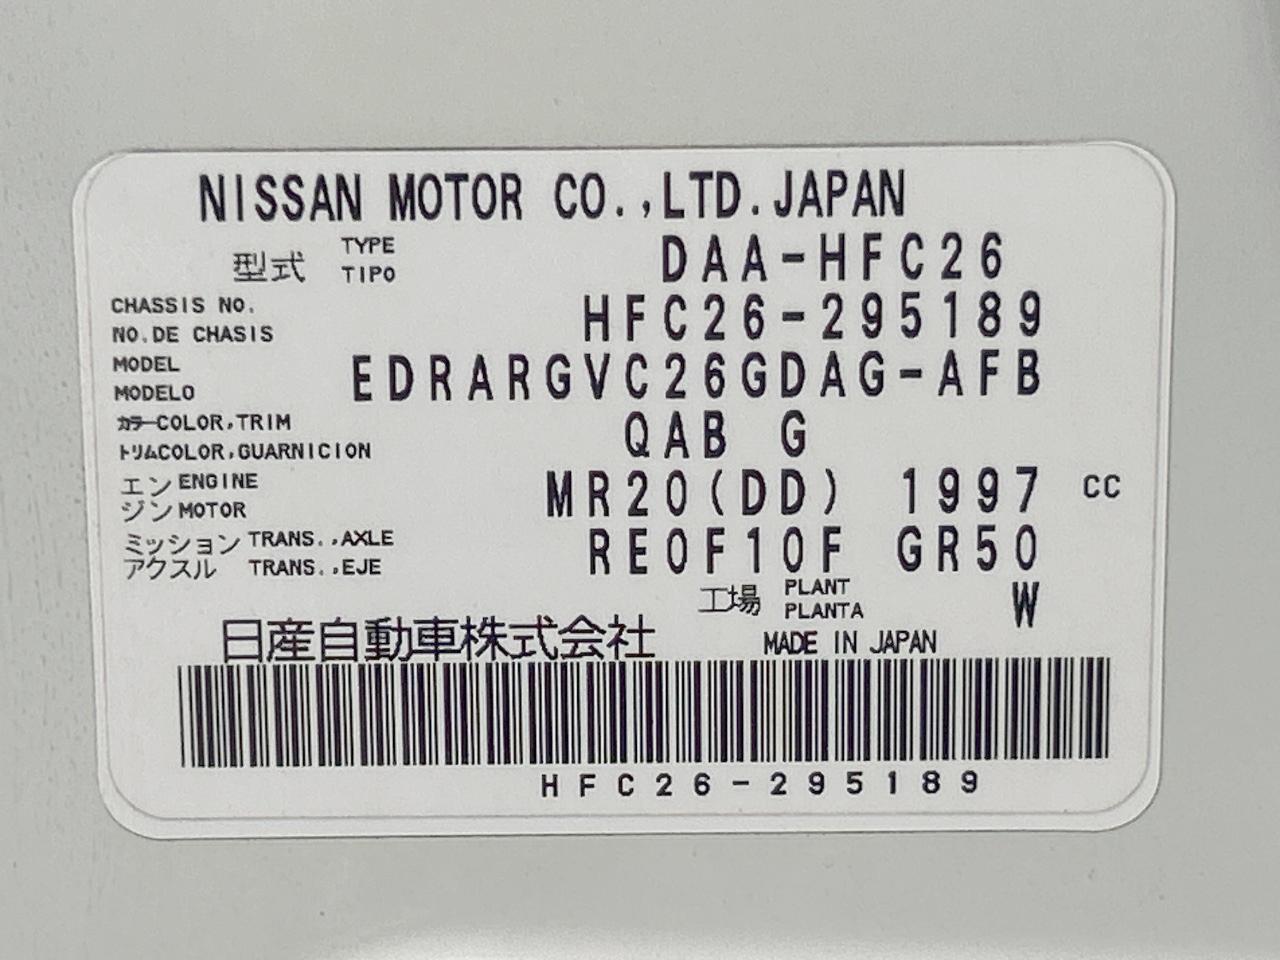 NISSAN MOTOR CO.,LTD.JAPAN
型式 TYPE TIPO DAA-HFC26
CHASSIS NO.
NO.DE CHASIS HFC26-295189
MODEL
MODELO EDRARGVC26GDAG-AFB
カラーCOLOR,TRIM
トリムCOLOR,GUARNICION QAB G
エン ENGINE
ジン MOTOR MR20(DD) 1997 CC
ミッション TRANS.,AXLE
アクスル TRANS.,EJE RE0F10F GR50
工場 PLANT PLANTA W
日産自動車株式会社 MADE IN JAPAN
HFC26-295189